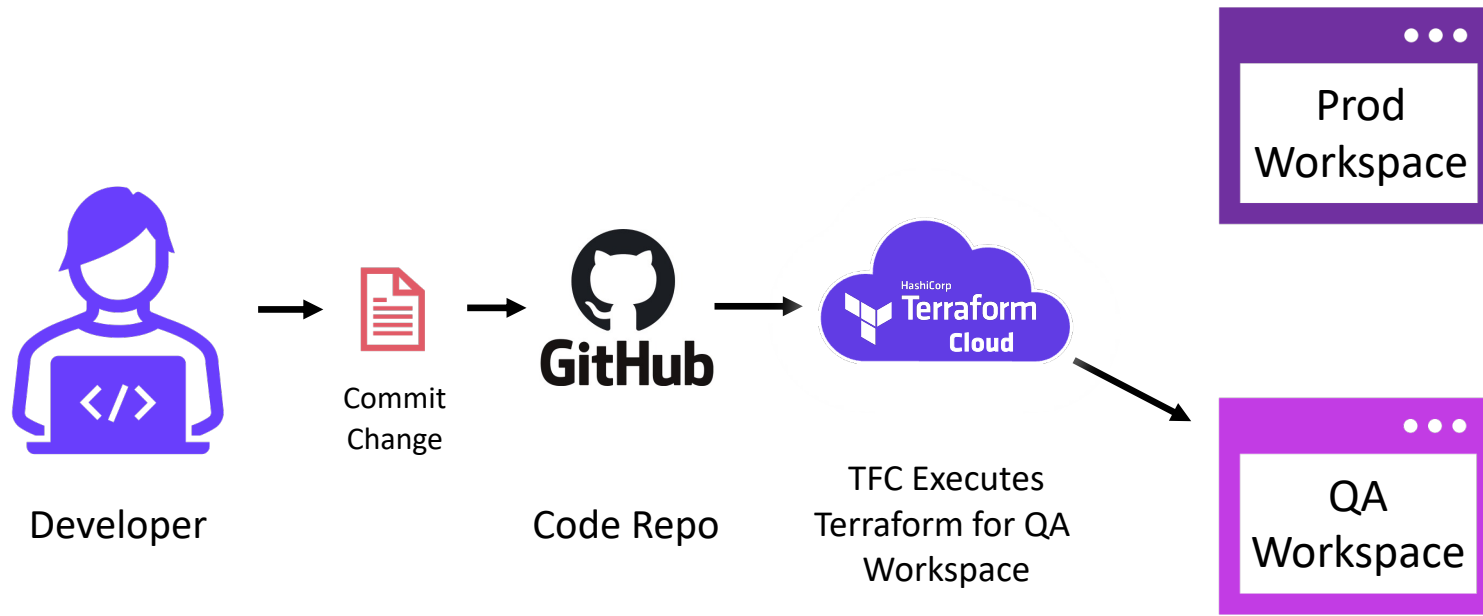 Prod
Workspace
</>
Commit
Change
GitHub
HashiCorp
Terraform
Cloud
Developer
Code Repo
TFC Executes
Terraform for QA
Workspace
QA
Workspace